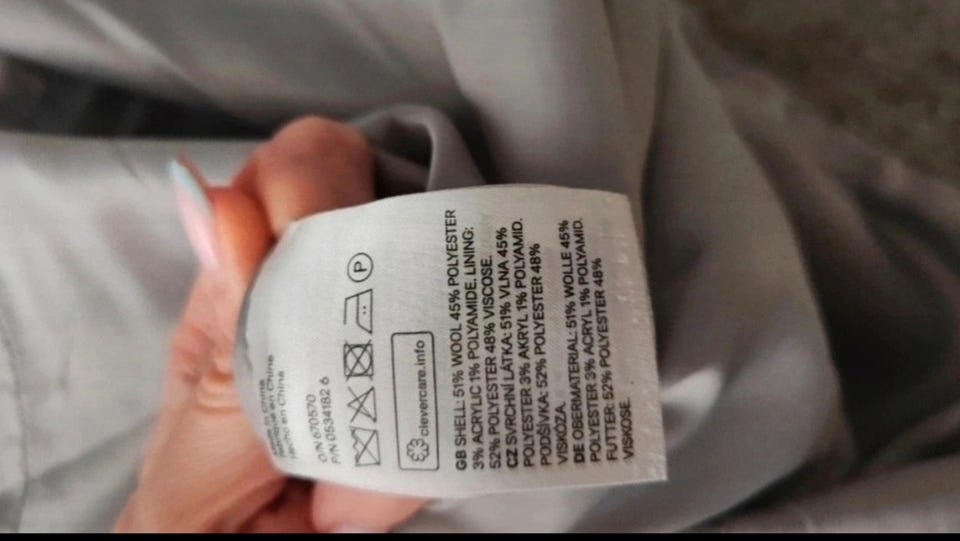 Made in China
Fabriqué en Chine
Hecho en China
O/N 670570
P/N 0534182 6
P
clevercare.info
GB SHELL: 51% WOOL 45% POLYESTER
3% ACRYLIC 1% POLYAMIDE. LINING:
52% POLYESTER 48% VISCOSE.
CZ SVRCHNÍ LÁTKA: 51% VLNA 45%
POLYESTER 3% AKRYL 1% POLYAMID.
PODŠÍVKA: 52% POLYESTER 48%
VISKÓZA.
DE OBERMATERIAL: 51% WOLLE 45%
POLYESTER 3% ACRYL 1% POLYAMID.
FUTTER: 52% POLYESTER 48%
VISKOSE.